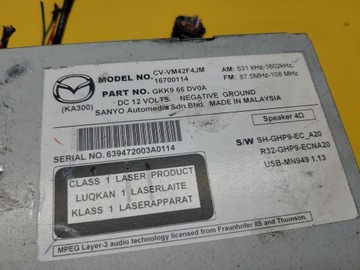 MODEL NO. CV-VM42F4JM AM: 531 kHz-1602kHz,
16700114 FM: 87.5MHz-108 MHz
PART NO. GKK9 66 DV0A
(KA300) DC 12 VOLTS, NEGATIVE GROUND
SANYO Automedia Sdn Bhd. MADE IN MALAYSIA
Speaker 4Ω
SERIAL NO. 639472003A0114
S/W SH-GHP9-EC_A20
R32-GHP9-ECNA20
USB-MN949 1.13
CLASS 1 LASER PRODUCT
LUOKAN 1 LASERLAITE
KLASS 1 LASERAPPARAT
MPEG Layer-3 audio technology licensed from Fraunhofer IIS and Thomson.